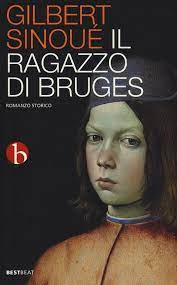 GILBERT
SINOUÉ IL
RAGAZZO
DI BRUGES
ROMANZO STORICO
b
BESTBEAT